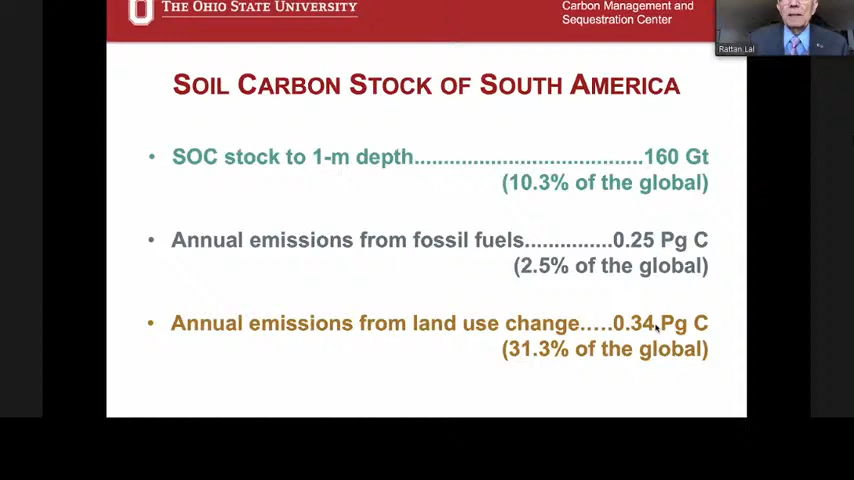 THE OHIO STATE UNIVERSITY
Carbon Management and
Sequestration Center
Rattan Lal
SOIL CARBON STOCK OF SOUTH AMERICA
• SOC stock to 1-m depth........................................160 Gt
(10.3% of the global)
• Annual emissions from fossil fuels...............0.25 Pg C
(2.5% of the global)
• Annual emissions from land use change.....0.34 Pg C
(31.3% of the global)